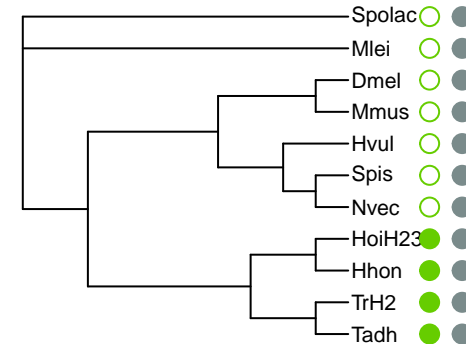 Spolac
Mlei
Dmel
Mmus
Hvul
Spis
Nvec
HoiH23
Hhon
TrH2
Tadh